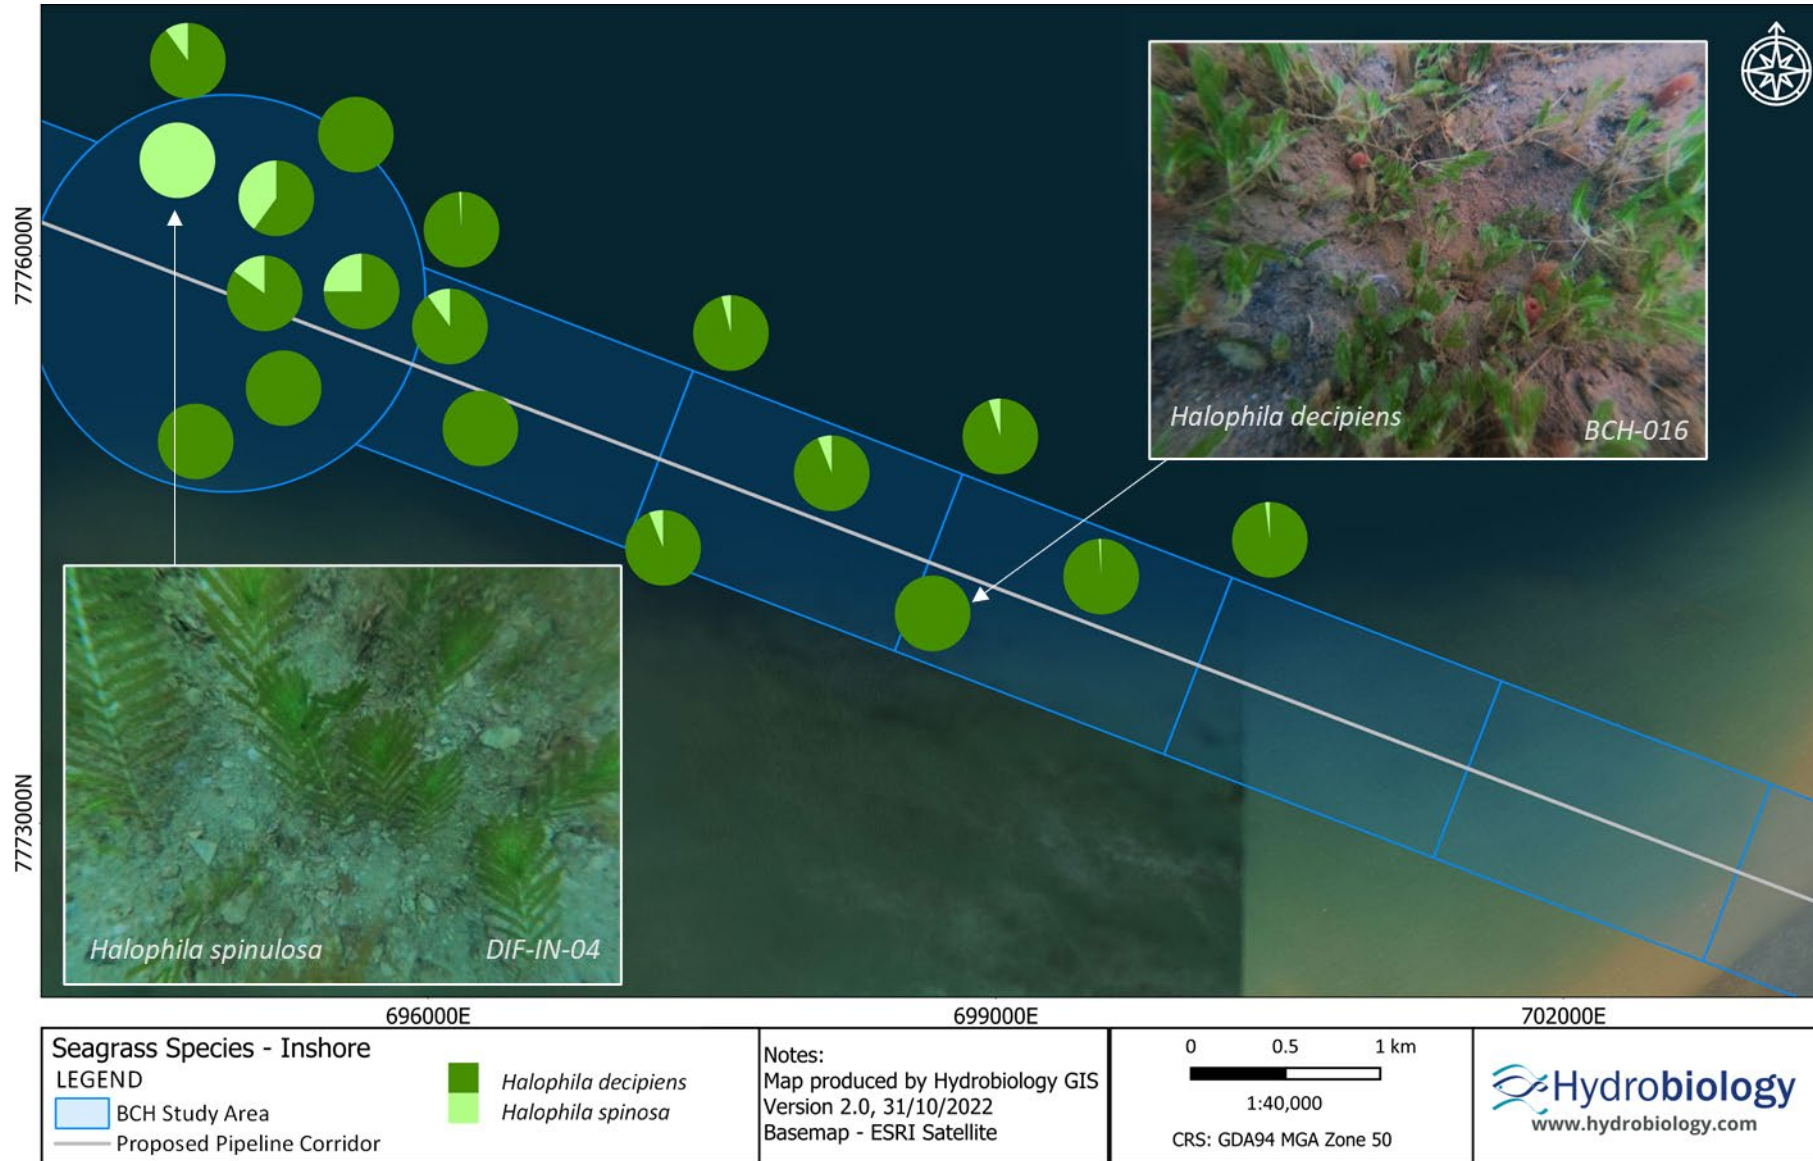 Halophila decipiens
BCH-016
7776000N
7773000N
Halophila spinulosa
DIF-IN-04
696000E
699000E
702000E
Seagrass Species - Inshore
LEGEND
BCH Study Area
Proposed Pipeline Corridor
Halophila decipiens
Halophila spinosa
Notes:
Map produced by Hydrobiology GIS
Version 2.0, 31/10/2022
Basemap - ESRI Satellite
0 0.5 1 km
1:40,000
CRS: GDA94 MGA Zone 50
Hydrobiology
www.hydrobiology.com